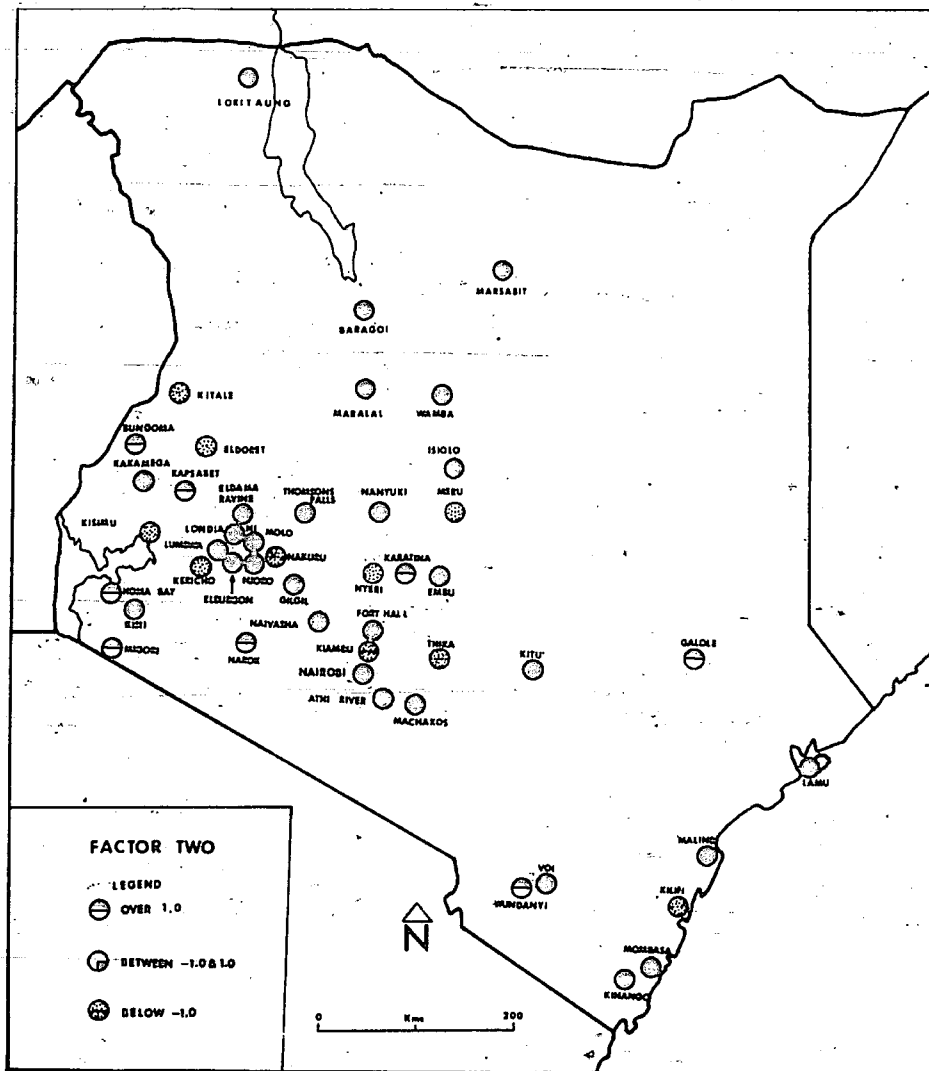 LOKITAUNG
MARSABIT
BARAGOI
KITALE
MARALAL
WAMBA
BUNGOMA
ELDORET
ISIOLO
KAKAMEGA
KAPSABET
ELDAMA
RAVINE
THOMSONS
FALLS
NANYUKI
MERU
KISUMU
LONDIANI
MOLO
LUMBWA
NAKURU
KERICHO
NJORO
ELBURGON
GILGIL
NYERI
KARATINA
EMBU
HOMA BAY
KISII
NAIVASHA
FORT HALL
MIGORI
NAROK
KIAMBU
THIKA
KITUI
GALOLE
NAIROBI
ATHI RIVER
MACHAKOS
LAMU
MALINDI
VOI
WUNDANYI
KILIFI
MOMBASA
KINANGO
FACTOR TWO
LEGEND
OVER 1.0
BETWEEN -1.0 & 1.0
BELOW -1.0
N
0 Kms 200